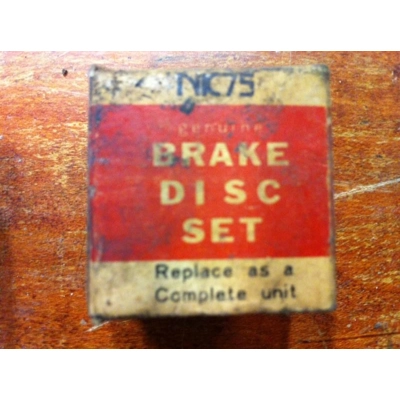 NK75
genuine
BRAKE
DISC
SET
Replace as a
Complete unit